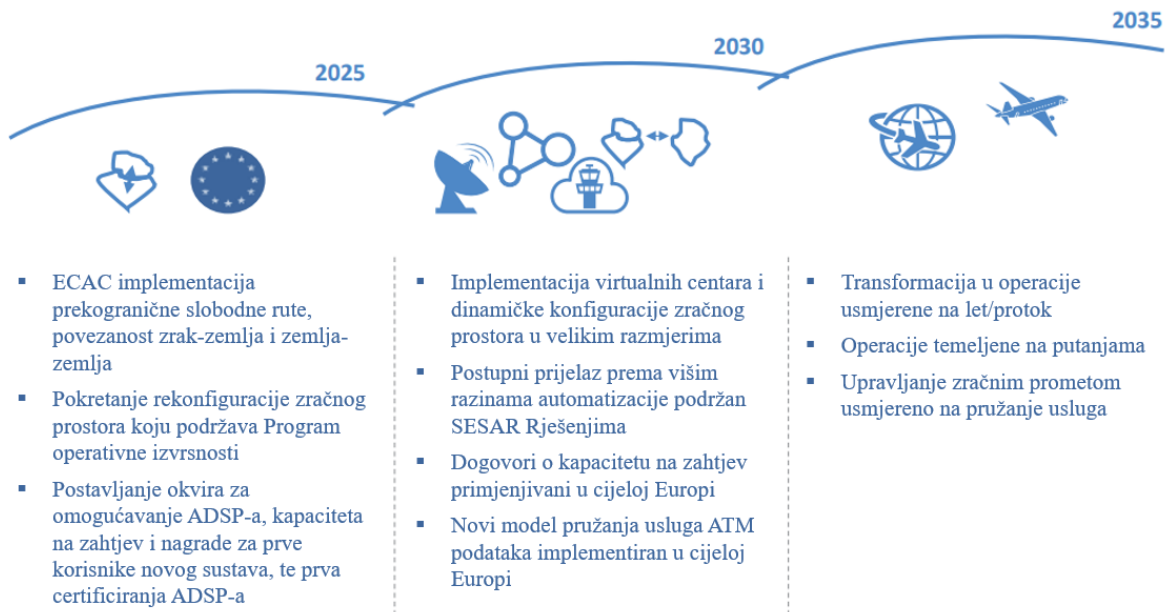 2025
2030
2035
▪ ECAC implementacija
prekogranične slobodne rute,
povezanost zrak-zemlja i zemlja-
zemlja
▪ Pokretanje rekonfiguracije zračnog
prostora koju podržava Program
operativne izvrsnosti
▪ Postavljanje okvira za
omogućavanje ADSP-a, kapaciteta
na zahtjev i nagrade za prve
korisnike novog sustava, te prva
certificiranja ADSP-a
▪ Implementacija virtualnih centara i
dinamičke konfiguracije zračnog
prostora u velikim razmjerima
▪ Postupni prijelaz prema višim
razinama automatizacije podržan
SESAR Rješenjima
▪ Dogovori o kapacitetu na zahtjev
primjenjivani u cijeloj Europi
▪ Novi model pružanja usluga ATM
podataka implementiran u cijeloj
Europi
▪ Transformacija u operacije
usmjerene na let/protok
▪ Operacije temeljene na putanjama
▪ Upravljanje zračnim prometom
usmjereno na pružanje usluga